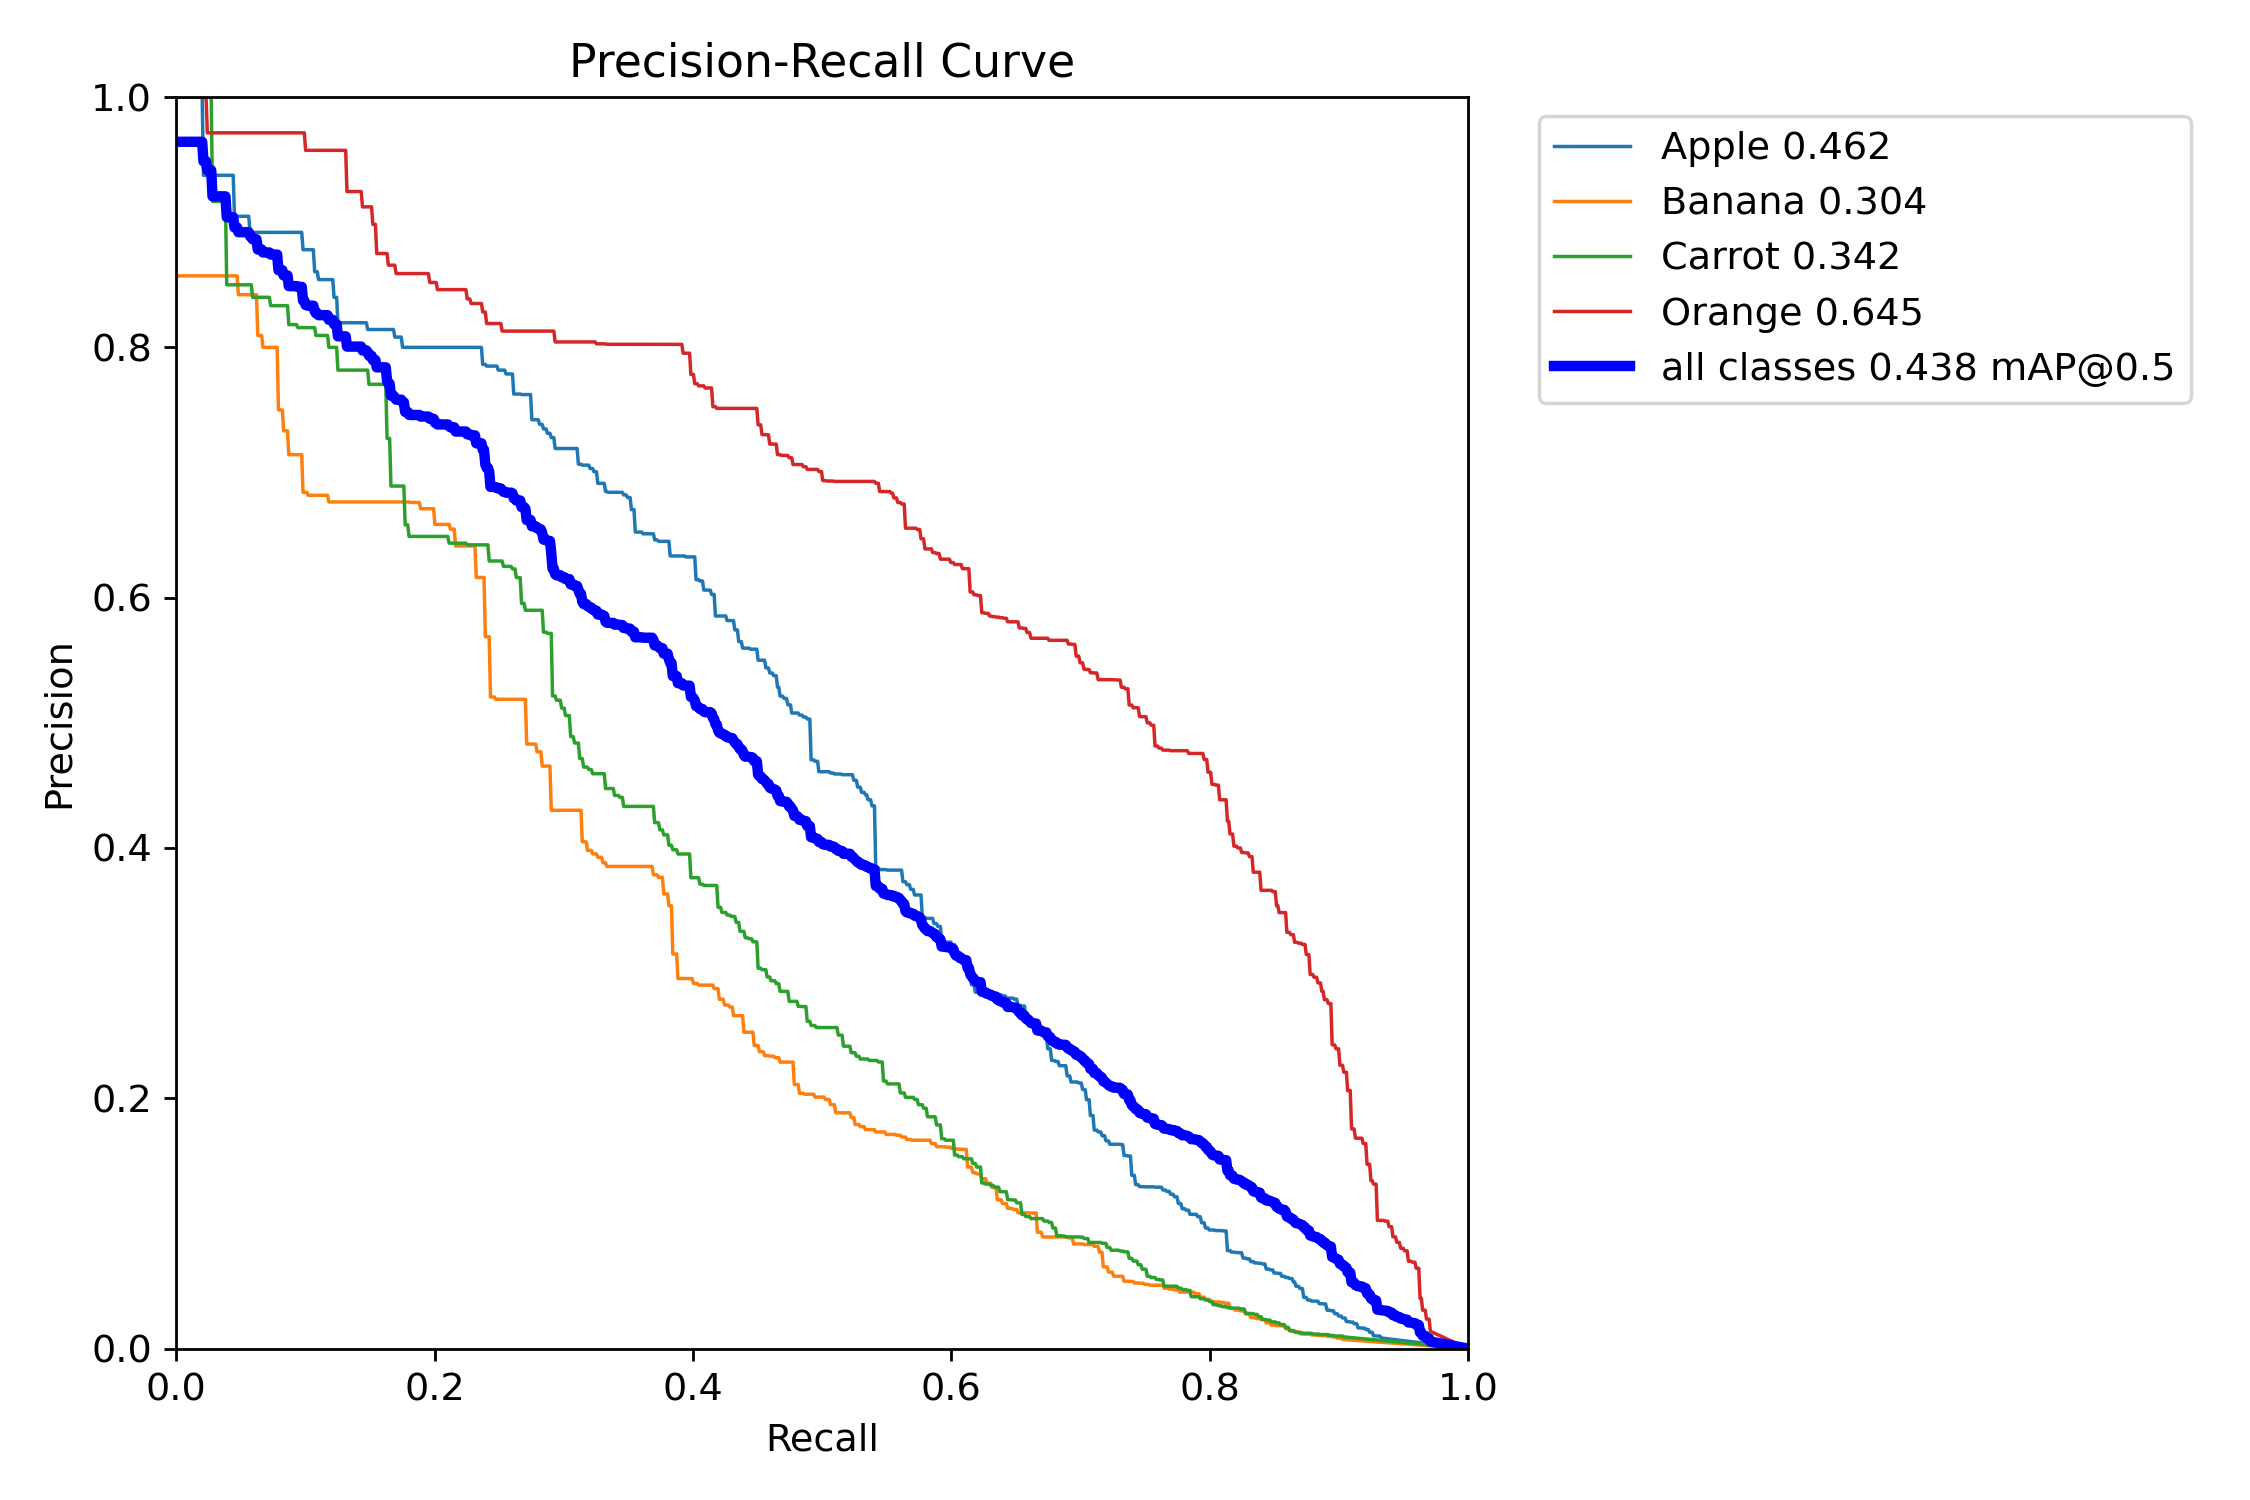 Precision-Recall Curve
1.0
0.8
0.6
0.4
0.2
0.0
Precision
0.0 0.2 0.4 0.6 0.8 1.0
Recall
Apple 0.462
Banana 0.304
Carrot 0.342
Orange 0.645
all classes 0.438 mAP@0.5